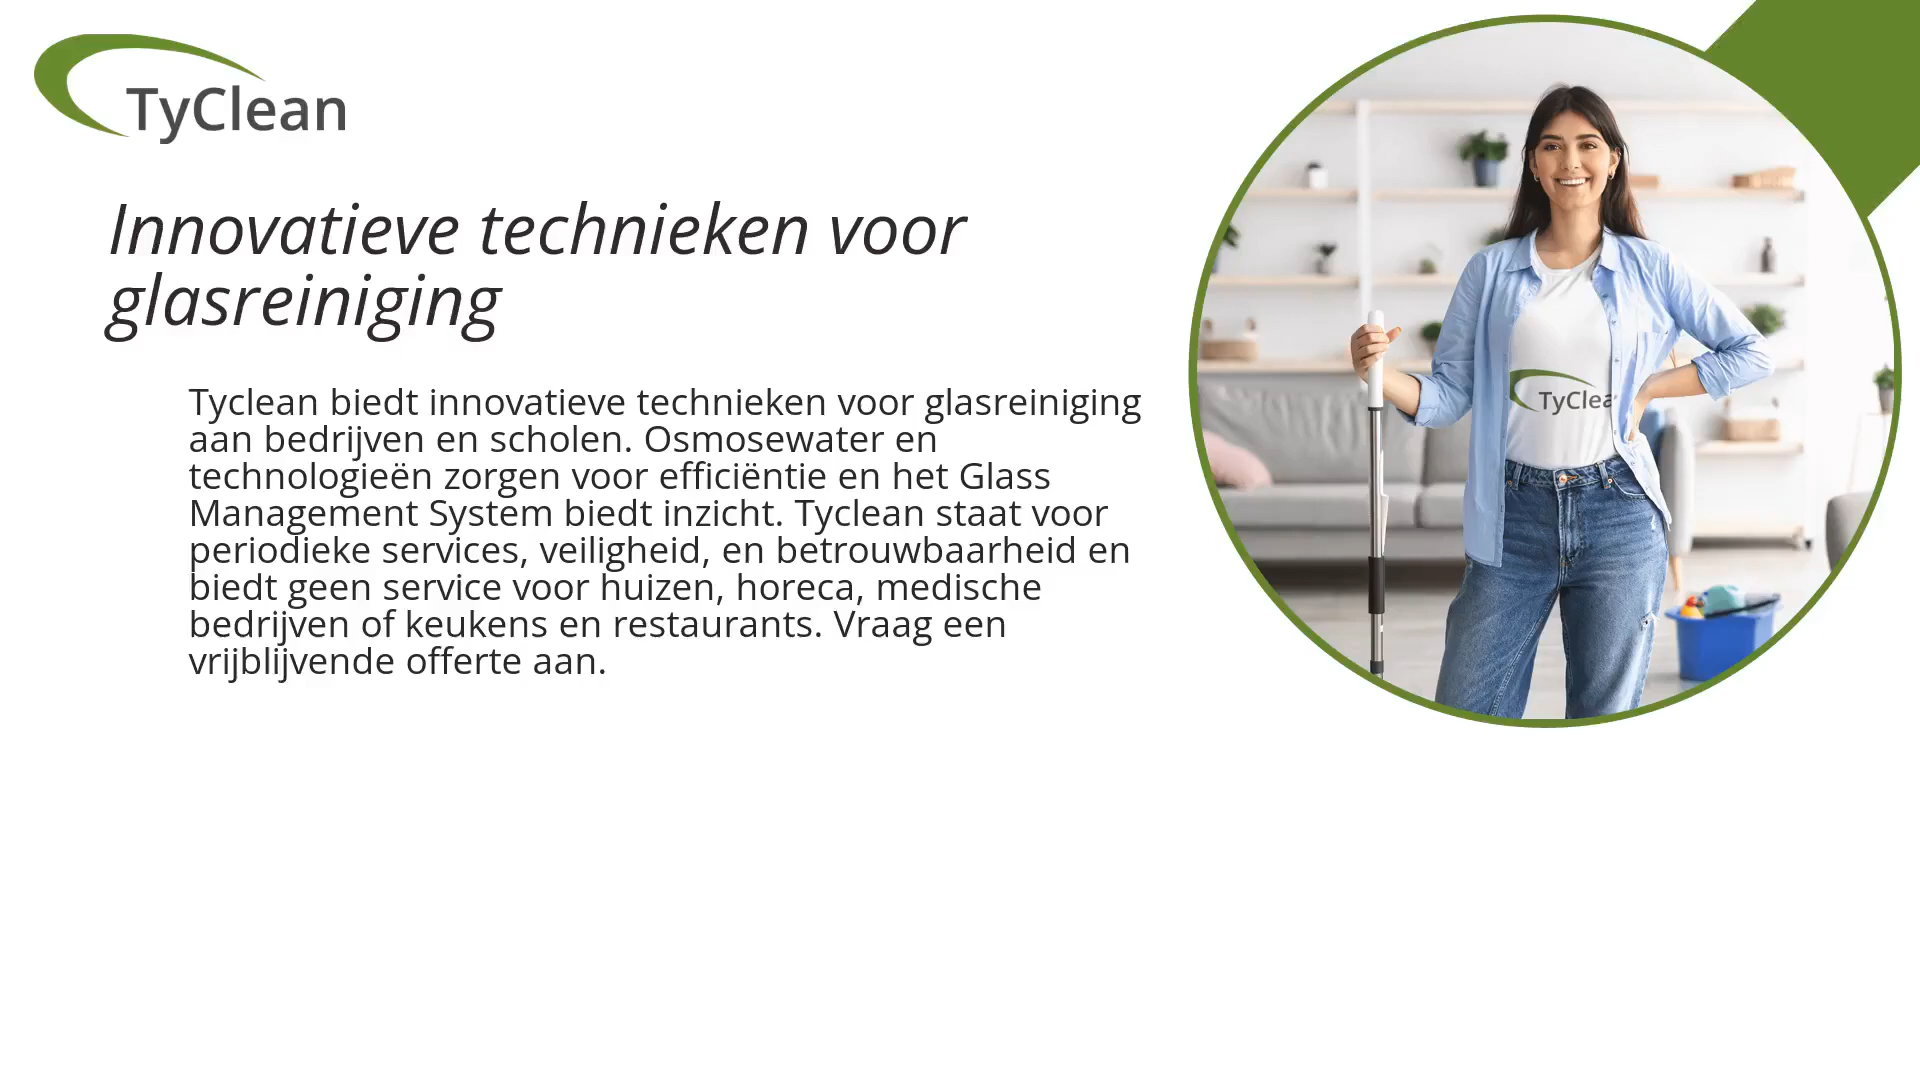 TyClean
Innovatieve technieken voor
glasreiniging
Tyclean biedt innovatieve technieken voor glasreiniging
aan bedrijven en scholen. Osmosewater en
technologieën zorgen voor efficiëntie en het Glass
Management System biedt inzicht. Tyclean staat voor
periodieke services, veiligheid, en betrouwbaarheid en
biedt geen service voor huizen, horeca, medische
bedrijven of keukens en restaurants. Vraag een
vrijblijvende offerte aan.
TyClea